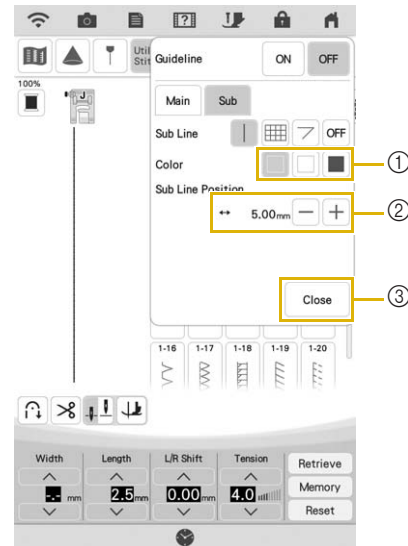 Util
Stit
Guideline ON OFF
100%
J
Main Sub
Sub Line OFF
Color ①
Sub Line Position
5.00mm ②
Close ③
1-16 1-17 1-18 1-19 1-20
Width Length L/R Shift Tension
-.- mm 2.5mm 0.00mm 4.0
Retrieve
Memory
Reset